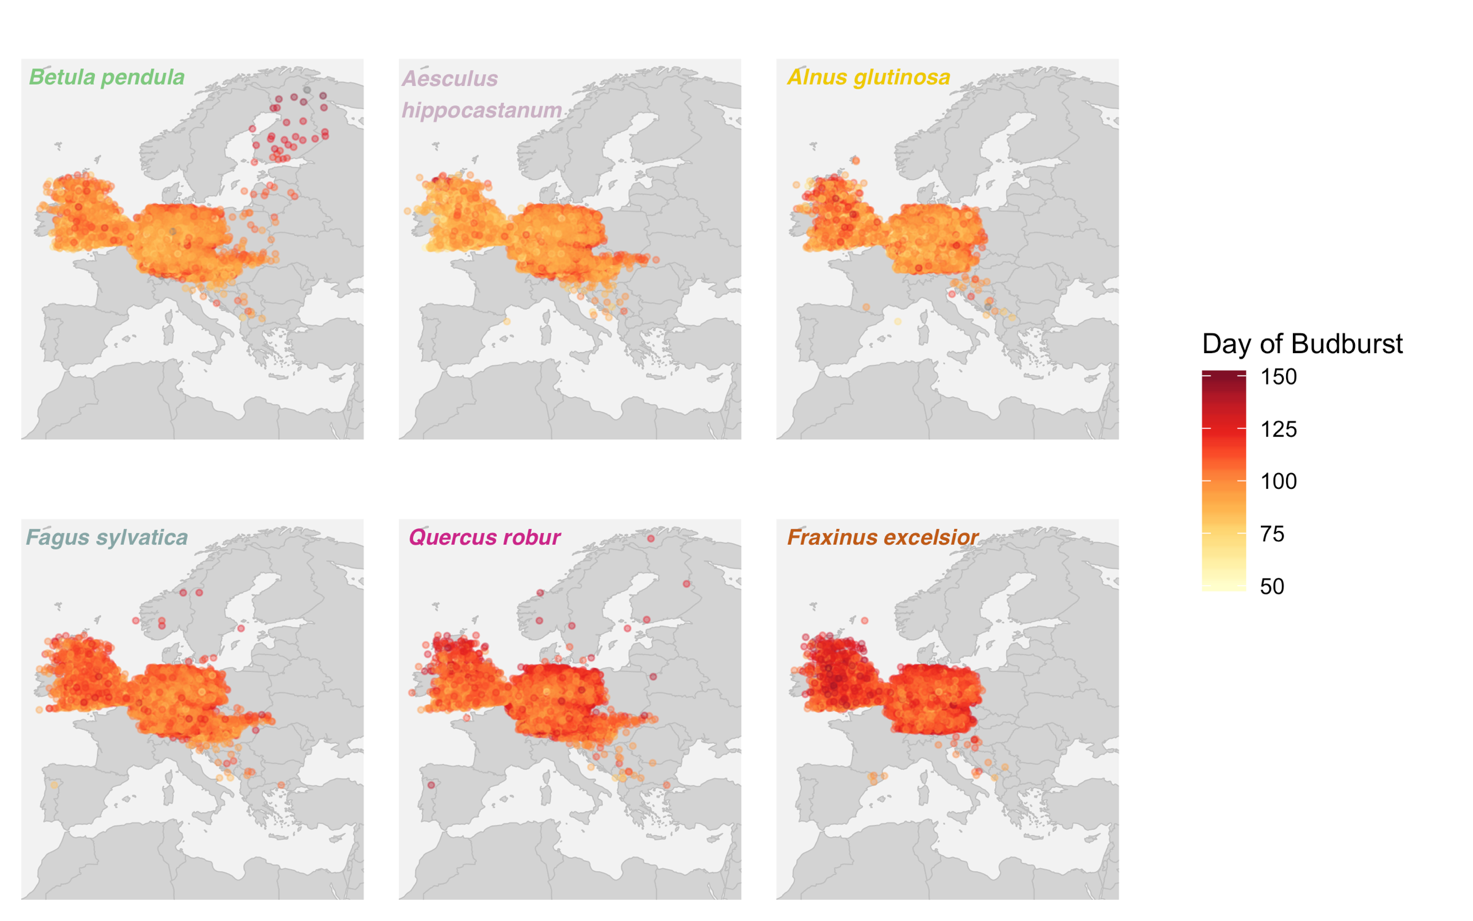 Betula pendula
Aesculus
hippocastanum
Alnus glutinosa
Day of Budburst
150
125
100
75
50
Fagus sylvatica
Quercus robur
Fraxinus excelsior